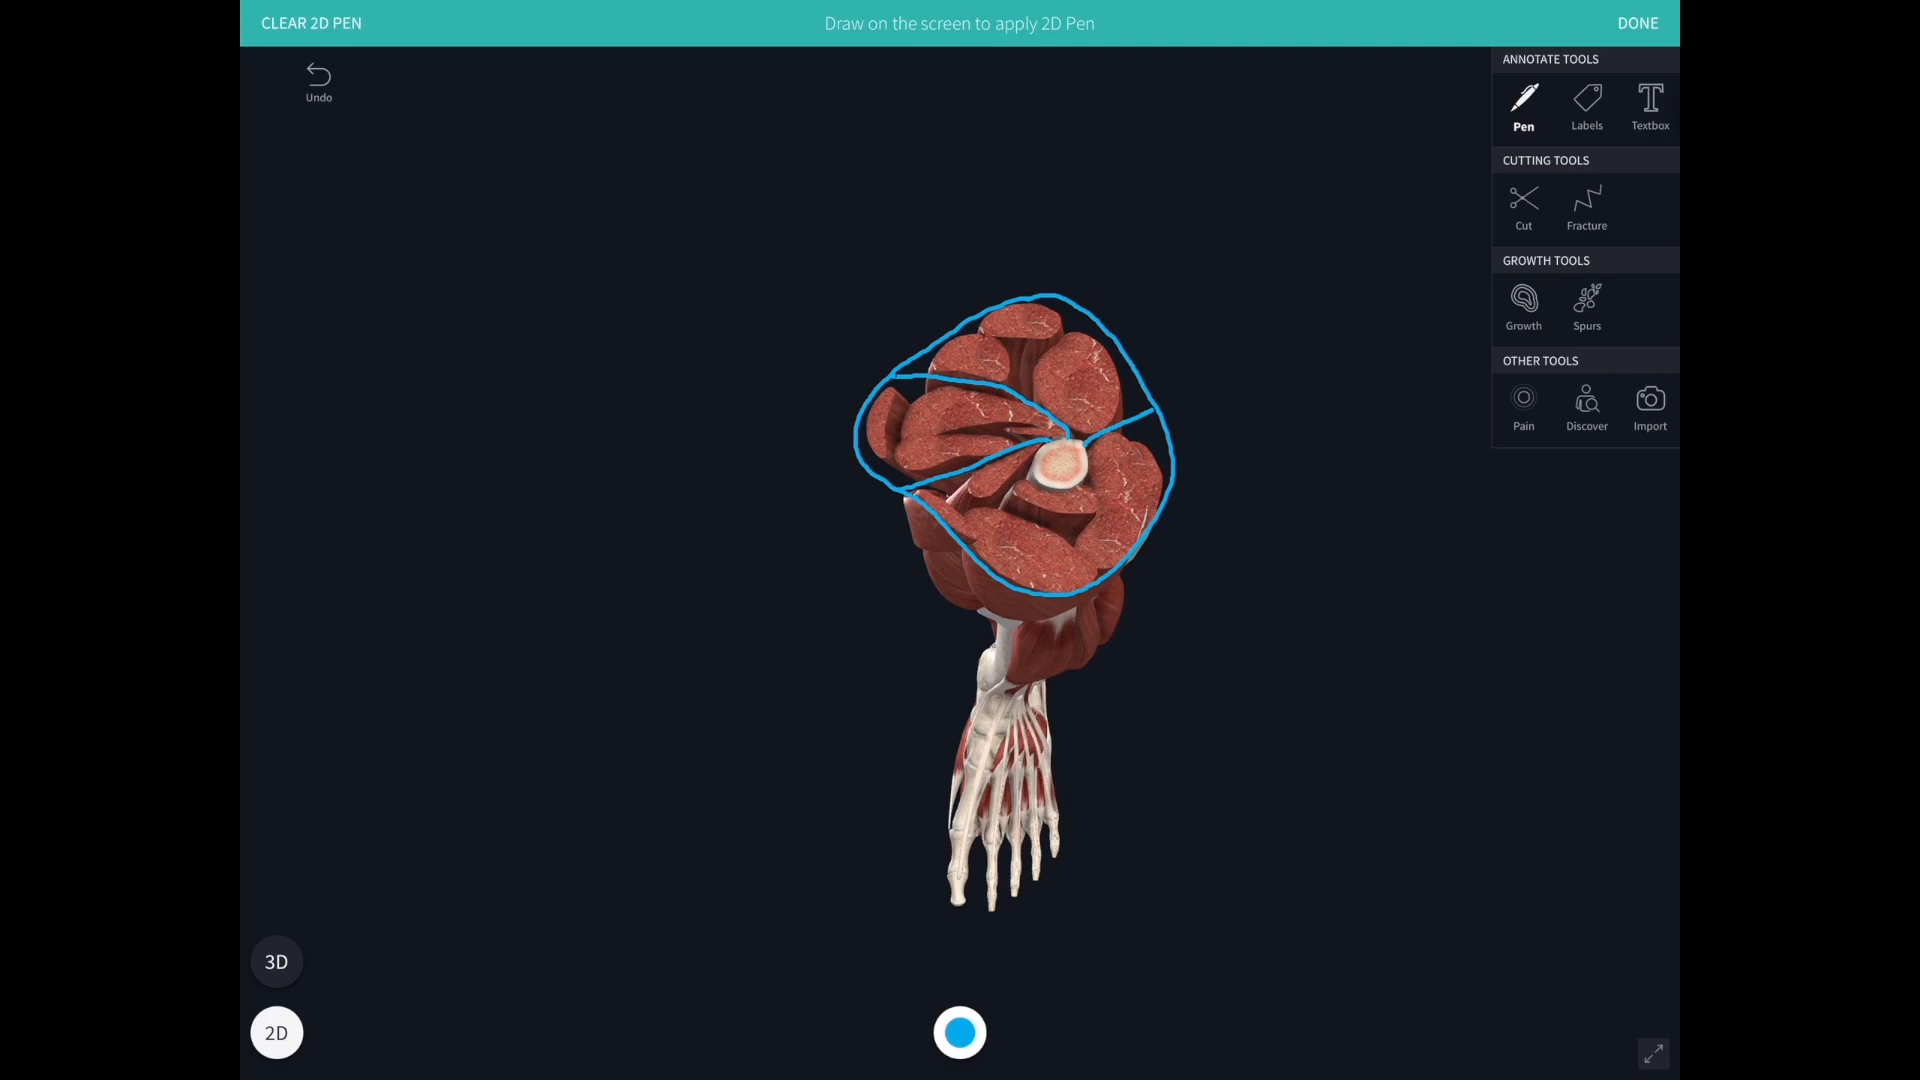 CLEAR 2D PEN
Draw on the screen to apply 2D Pen
DONE
Undo
ANNOTATE TOOLS
Pen
Labels
Textbox
CUTTING TOOLS
Cut
Fracture
GROWTH TOOLS
Growth
Spurs
OTHER TOOLS
Pain
Discover
Import
3D
2D